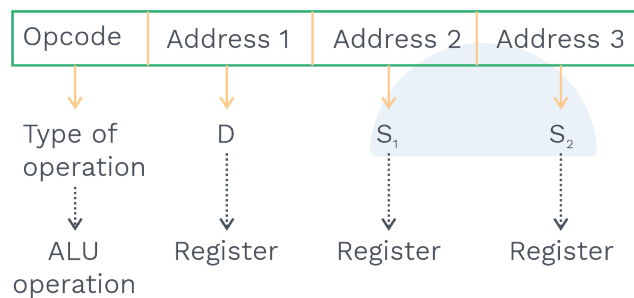 Opcode Address 1 Address 2 Address 3
Type of operation D S₁ S₂
ALU operation Register Register Register